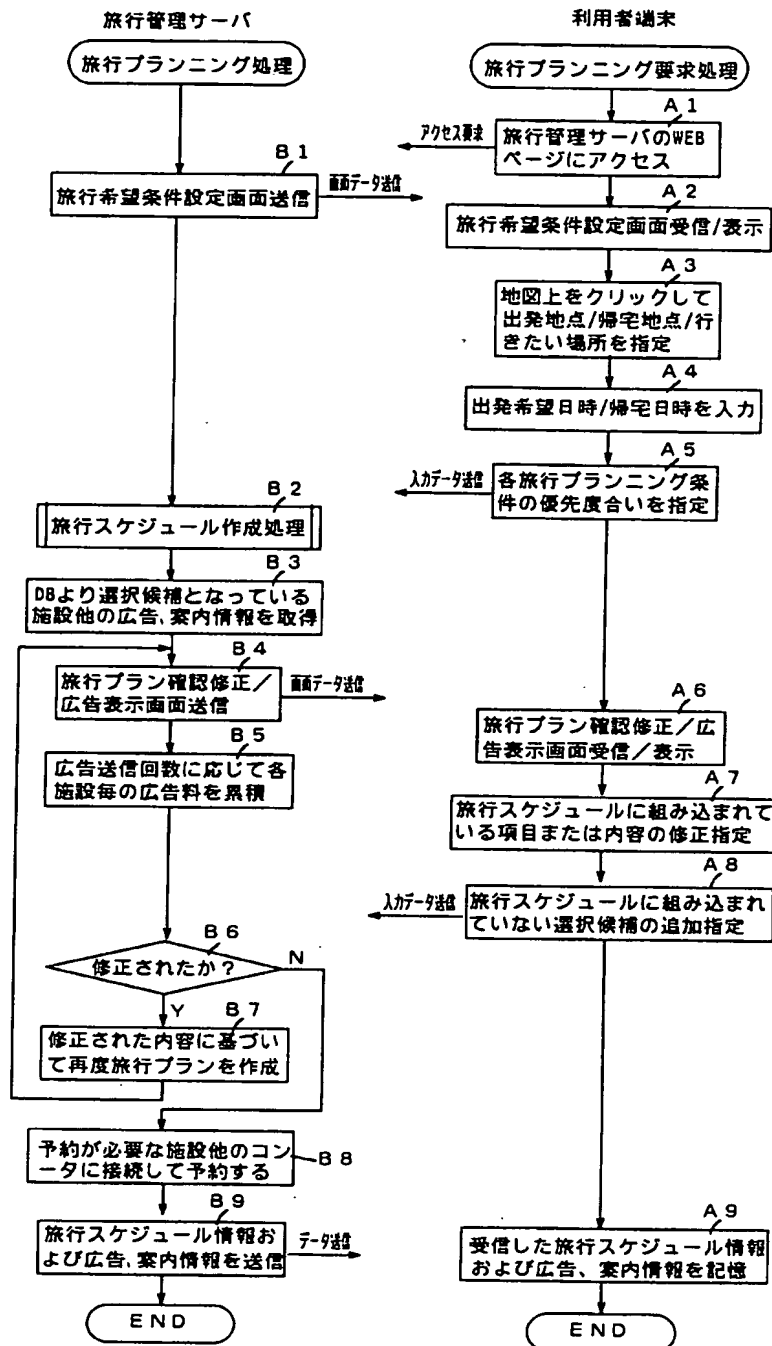 旅行管理サーバ
旅行プランニング処理
B1
旅行希望条件設定画面送信
画面データ送信
B2
旅行スケジュール作成処理
B3
DBより選択候補となっている
施設他の広告、案内情報を取得
B4
旅行プラン確認修正／
広告表示画面送信
画面データ送信
B5
広告送信回数に応じて各
施設毎の広告料を累積
B6
修正されたか？
N
Y
B7
修正された内容に基づい
て再度旅行プランを作成
予約が必要な施設他のコン
ータに接続して予約する
B8
B9
旅行スケジュール情報お
よび広告、案内情報を送信
データ送信
END
利用者端末
旅行プランニング要求処理
A1
アクセス要求
旅行管理サーバのWEB
ページにアクセス
A2
旅行希望条件設定画面受信/表示
A3
地図上をクリックして
出発地点/帰宅地点/行
きたい場所を指定
A4
出発希望日時/帰宅日時を入力
A5
入力データ送信
各旅行プランニング条
件の優先度合いを指定
A6
旅行プラン確認修正／広
告表示画面受信／表示
A7
旅行スケジュールに組み込まれて
いる項目または内容の修正指定
A8
入力データ送信
旅行スケジュールに組み込まれ
ていない選択候補の追加指定
A9
受信した旅行スケジュール情報
および広告、案内情報を記憶
END